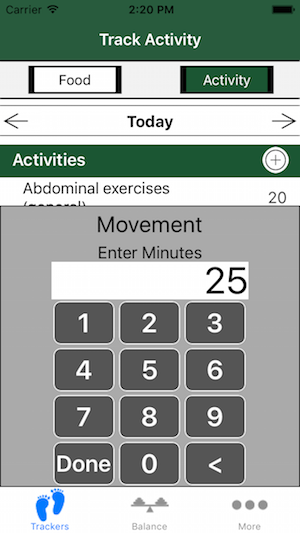 Carrier 2:20 PM
Track Activity
Food Activity
Today
Activities
Abdominal exercises 20
(general)
Movement
Enter Minutes
25
1 2 3
4 5 6
7 8 9
Done 0 <
Trackers Balance More